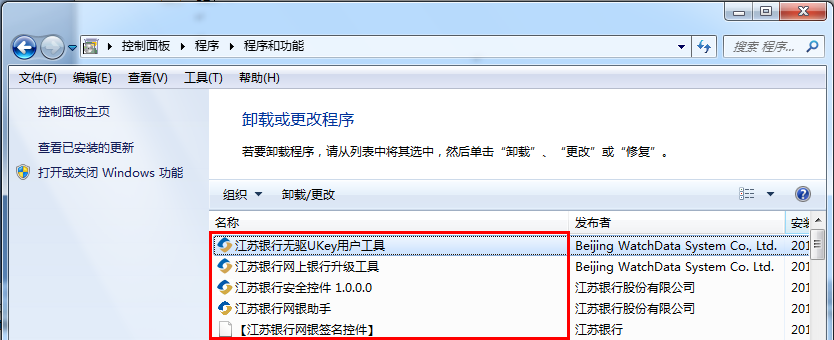 控制面板 程序 程序和功能 搜索 程序...
文件(F) 编辑(E) 查看(V) 工具(T) 帮助(H)
控制面板主页
查看已安装的更新
打开或关闭 Windows 功能
卸载或更改程序
若要卸载程序，请从列表中将其选中，然后单击“卸载”、“更改”或“修复”。
组织 卸载/更改
名称 发布者 安装
江苏银行无驱UKey用户工具 Beijing WatchData System Co., Ltd. 201
江苏银行网上银行升级工具 Beijing WatchData System Co., Ltd. 201
江苏银行安全控件 1.0.0.0 江苏银行股份有限公司 201
江苏银行网银助手 江苏银行股份有限公司 201
【江苏银行网银签名控件】 江苏银行 201